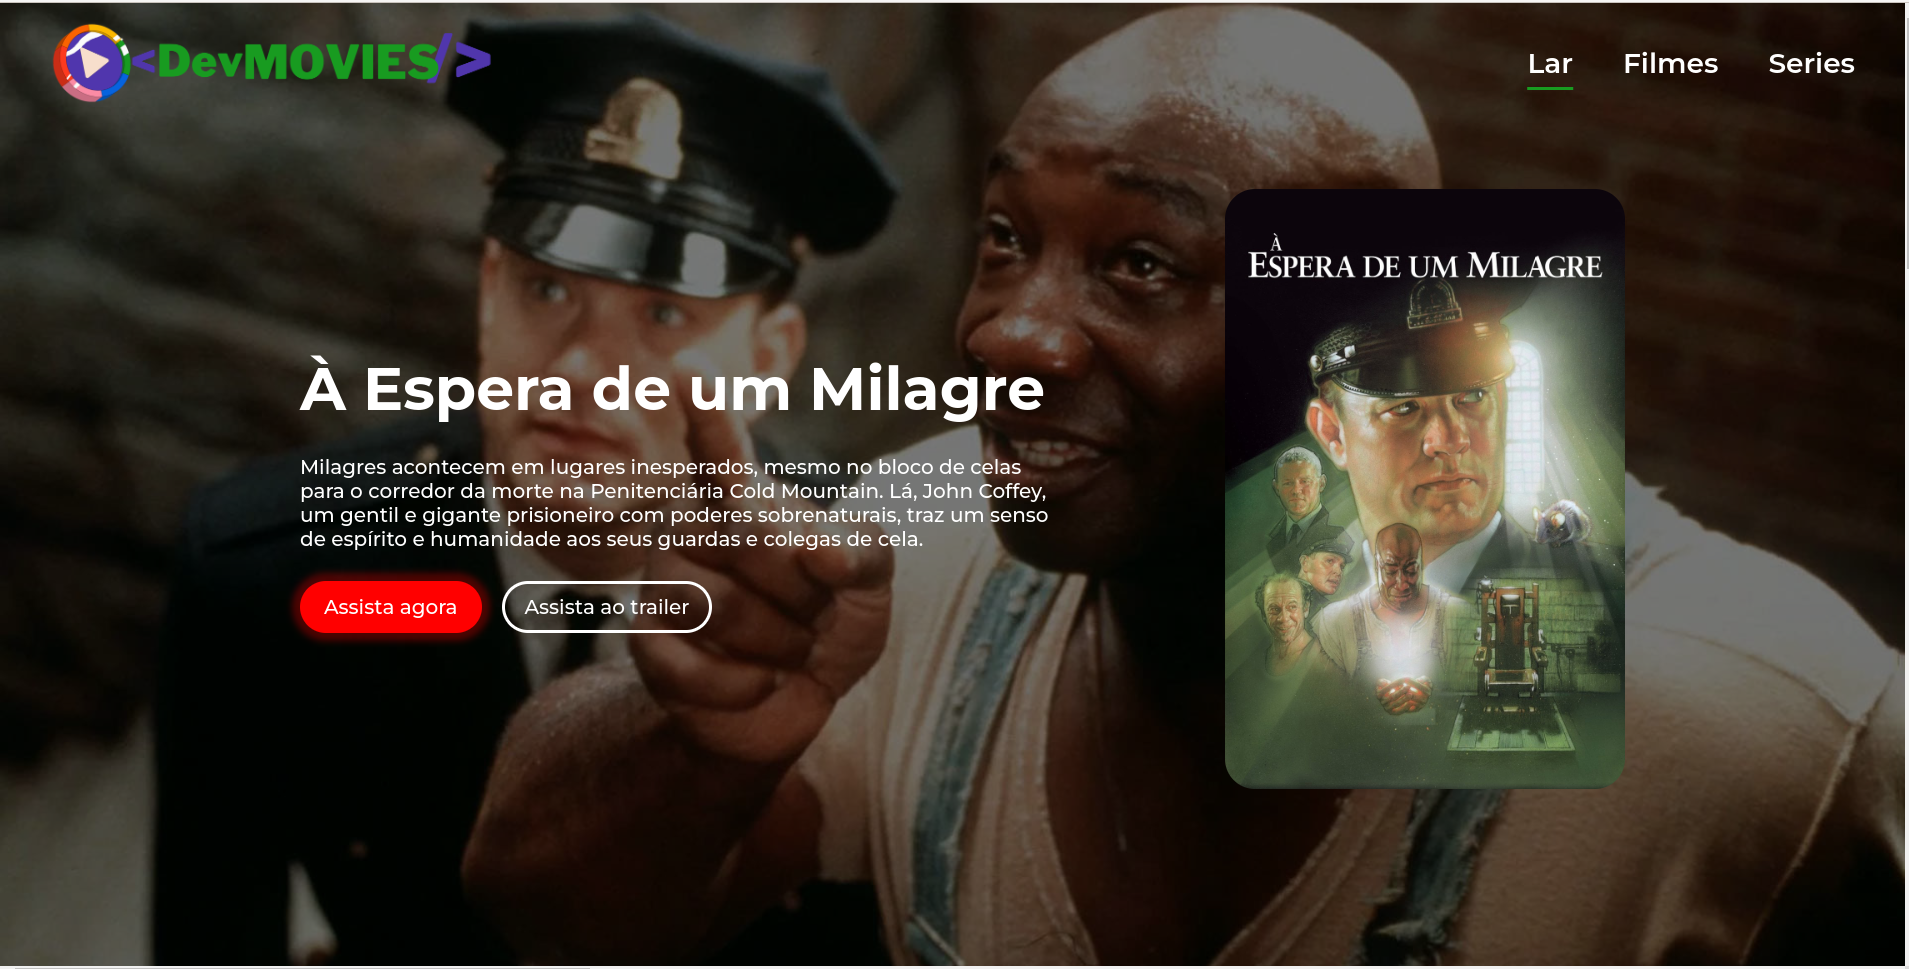 <DevMOVIES/>
Lar
Filmes
Series
À
ESPERA DE UM MILAGRE
À Espera de um Milagre
Milagres acontecem em lugares inesperados, mesmo no bloco de celas
para o corredor da morte na Penitenciária Cold Mountain. Lá, John Coffey,
um gentil e gigante prisioneiro com poderes sobrenaturais, traz um senso
de espírito e humanidade aos seus guardas e colegas de cela.
Assista agora
Assista ao trailer